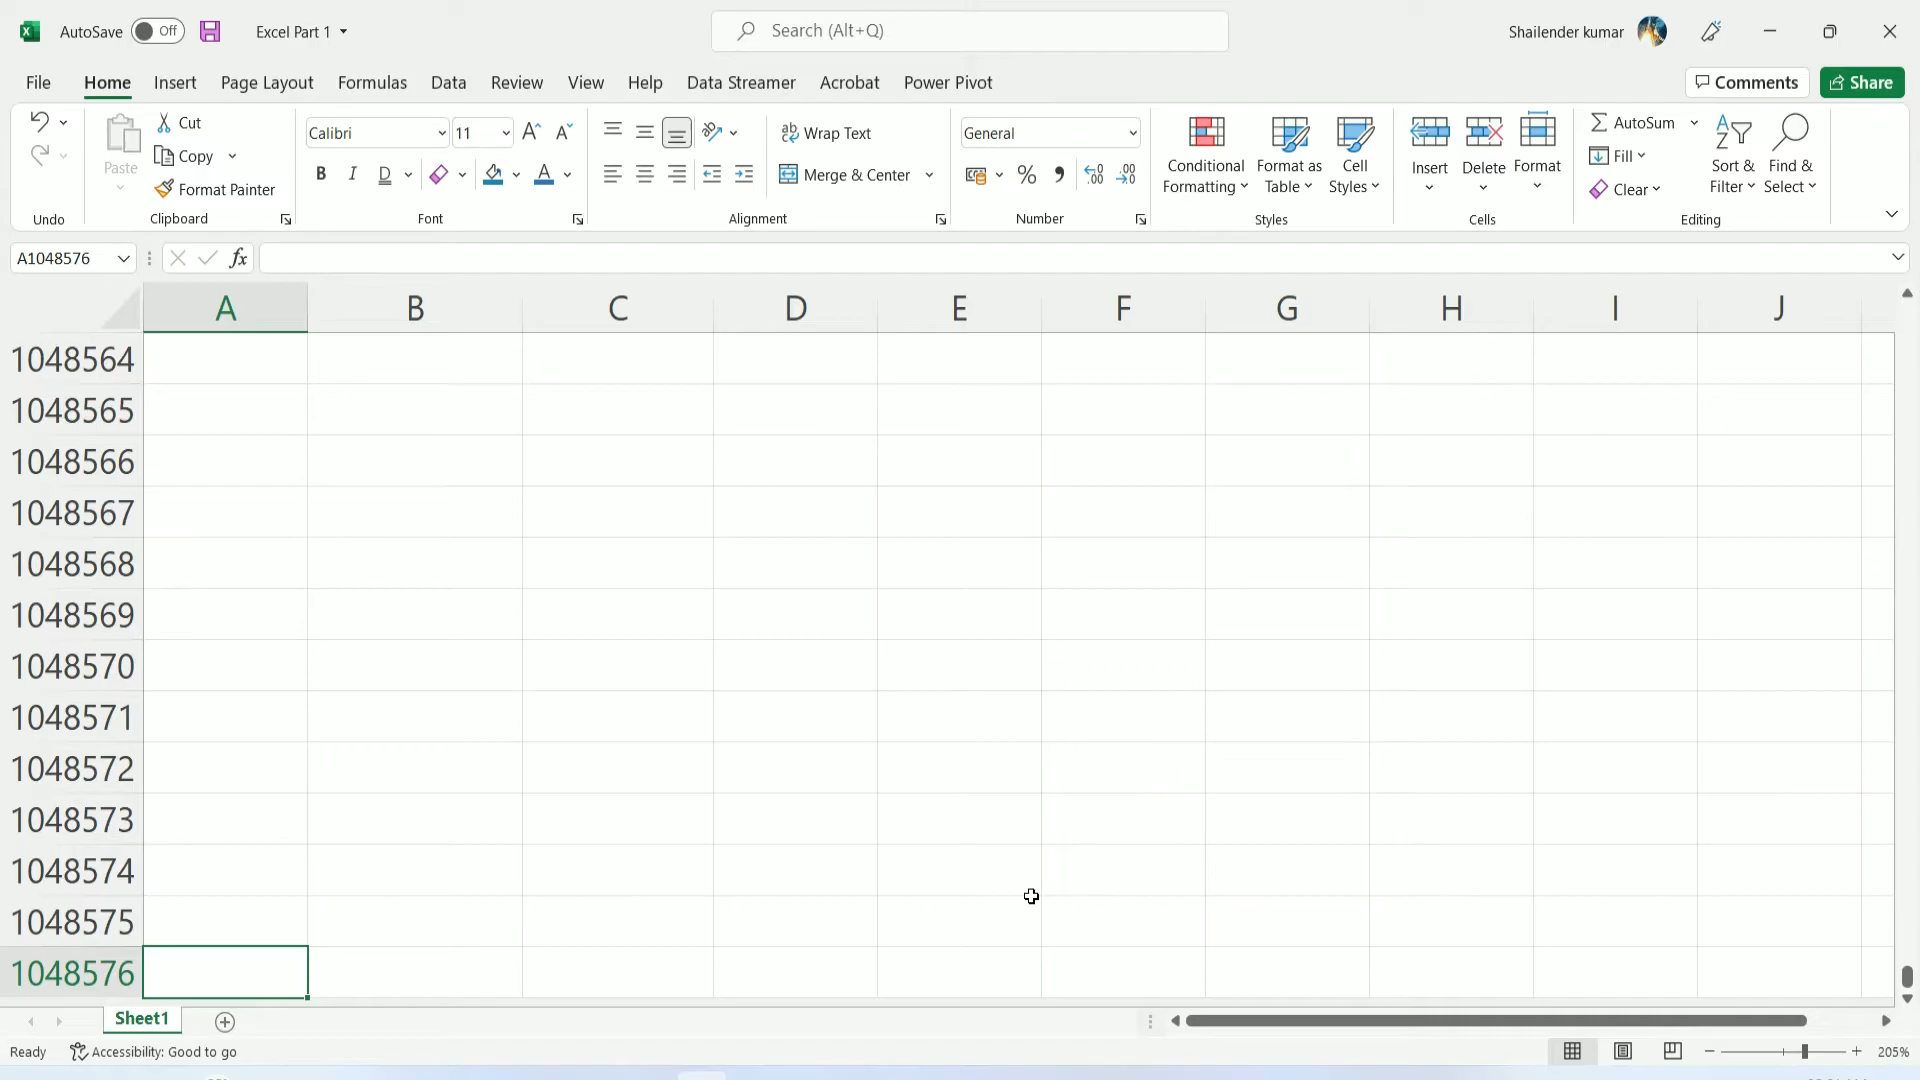 AutoSave Off Excel Part 1 Search (Alt+Q) Shailender kumar
File Home Insert Page Layout Formulas Data Review View Help Data Streamer Acrobat Power Pivot Comments Share
Cut Calibri 11 Wrap Text General AutoSum
Paste Copy Fill
Format Painter B I D Merge & Center % Clear
Conditional Formatting Format as Table Cell Styles Insert Delete Format Sort & Filter Find & Select
Undo Clipboard Font Alignment Number Styles Cells Editing
A1048576 fx
A B C D E F G H I J
1048564
1048565
1048566
1048567
1048568
1048569
1048570
1048571
1048572
1048573
1048574
1048575
1048576
Sheet1
Ready Accessibility: Good to go 205%